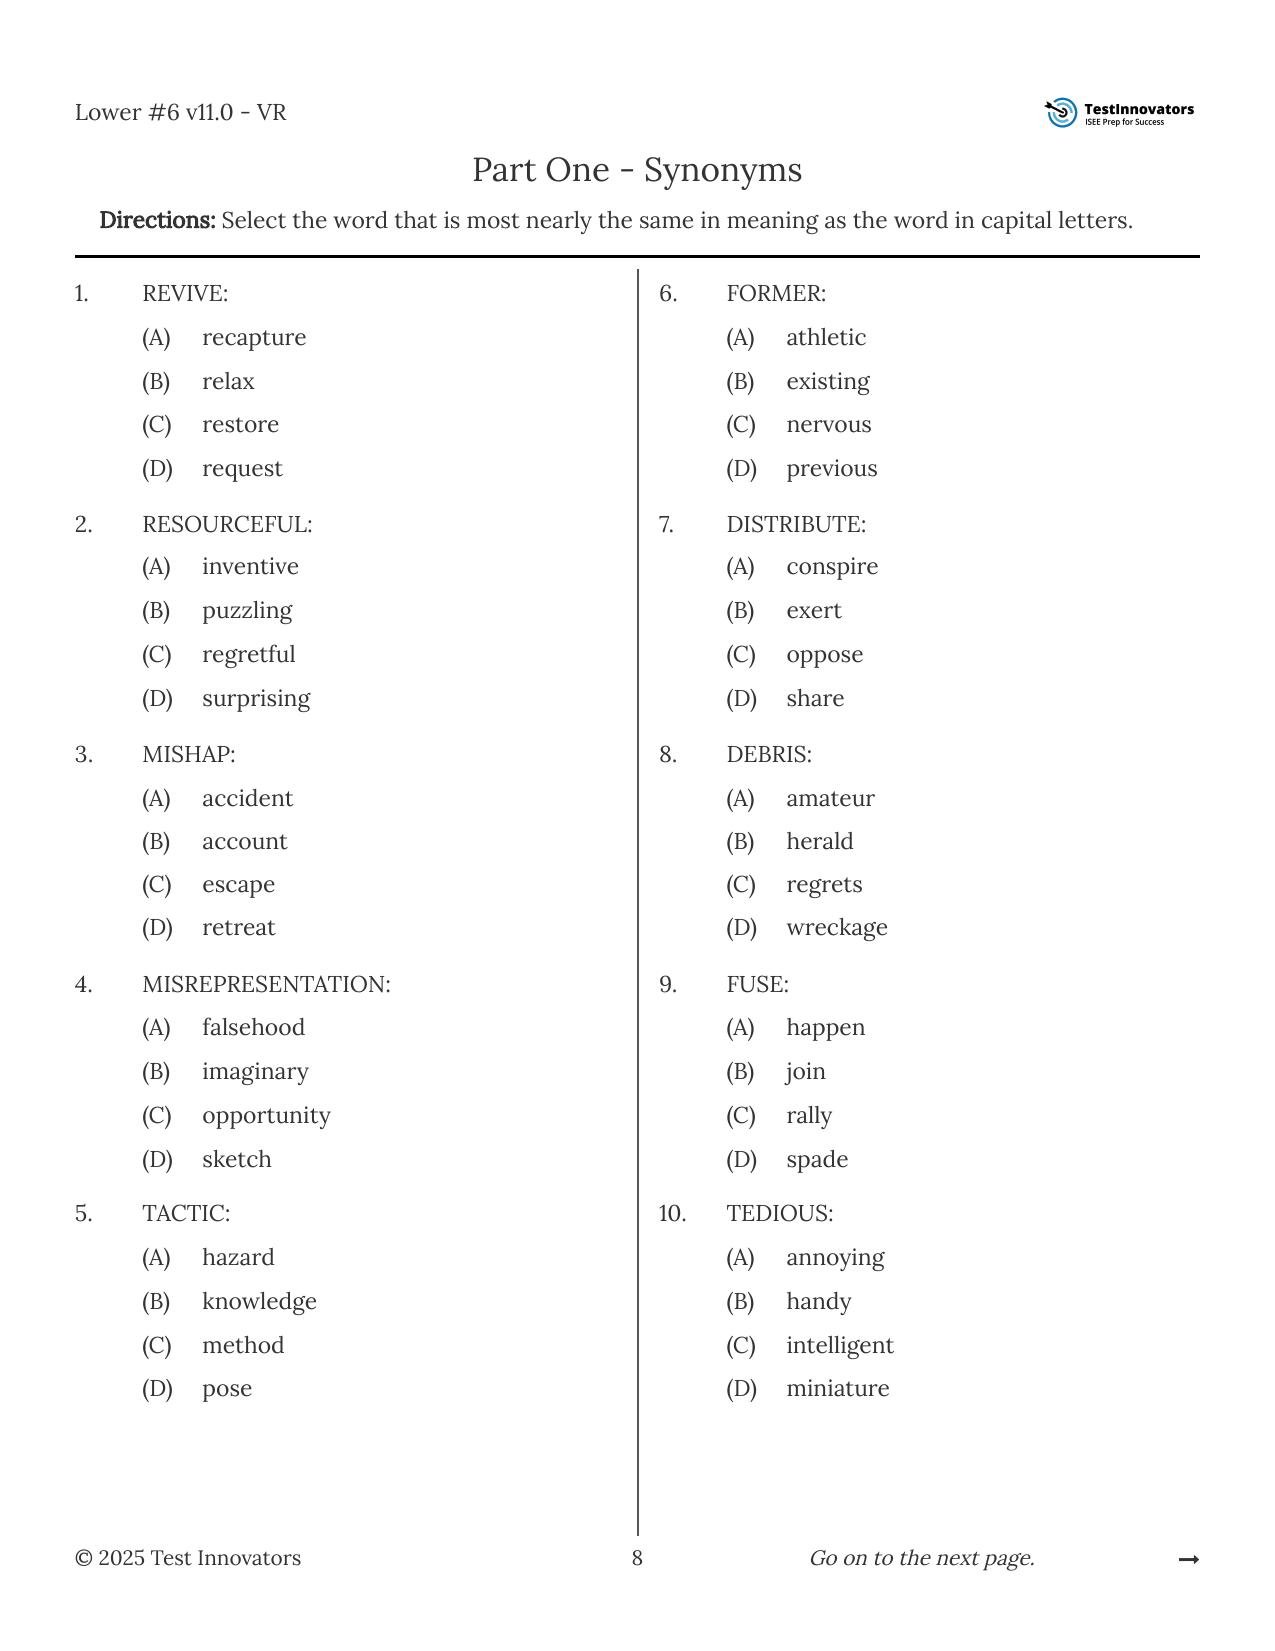 Lower #6 v11.0 - VR
TestInnovators
ISEE Prep for Success
Part One - Synonyms
Directions: Select the word that is most nearly the same in meaning as the word in capital letters.
1. REVIVE:
(A) recapture
(B) relax
(C) restore
(D) request
2. RESOURCEFUL:
(A) inventive
(B) puzzling
(C) regretful
(D) surprising
3. MISHAP:
(A) accident
(B) account
(C) escape
(D) retreat
4. MISREPRESENTATION:
(A) falsehood
(B) imaginary
(C) opportunity
(D) sketch
5. TACTIC:
(A) hazard
(B) knowledge
(C) method
(D) pose
6. FORMER:
(A) athletic
(B) existing
(C) nervous
(D) previous
7. DISTRIBUTE:
(A) conspire
(B) exert
(C) oppose
(D) share
8. DEBRIS:
(A) amateur
(B) herald
(C) regrets
(D) wreckage
9. FUSE:
(A) happen
(B) join
(C) rally
(D) spade
10. TEDIOUS:
(A) annoying
(B) handy
(C) intelligent
(D) miniature
© 2025 Test Innovators 8 Go on to the next page. →